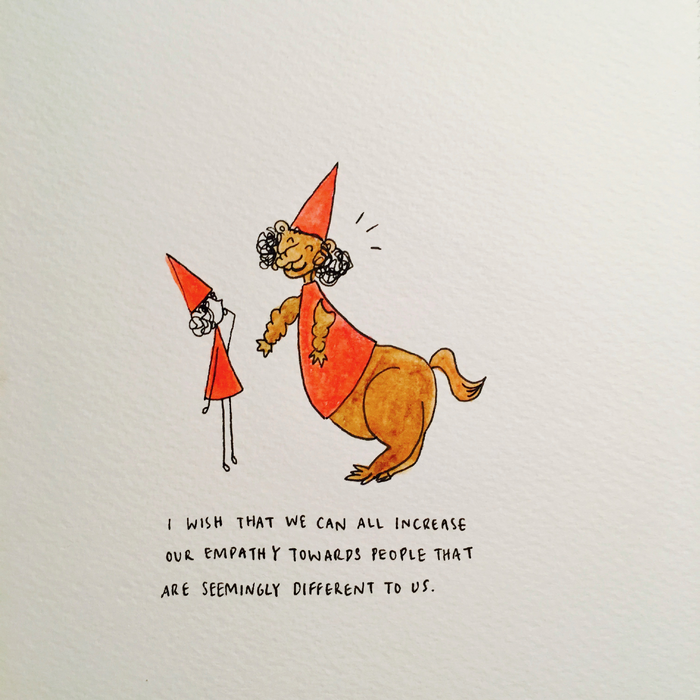 I WISH THAT WE CAN ALL INCREASE
OUR EMPATHY TOWARDS PEOPLE THAT
ARE SEEMINGLY DIFFERENT TO US.